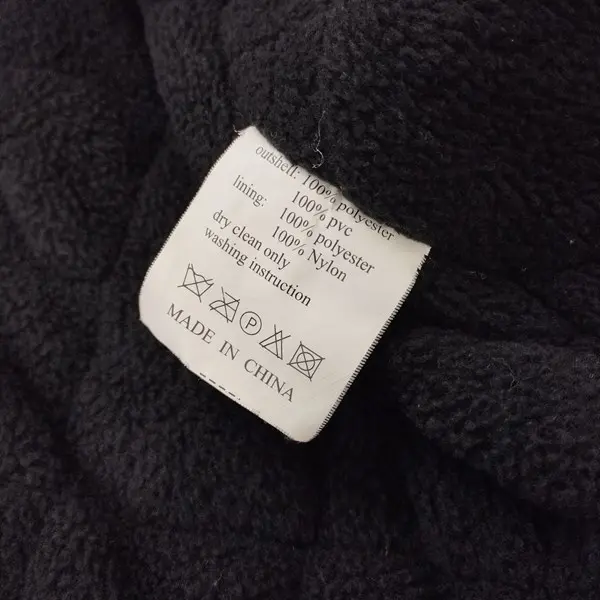 outshell: 100% polyester
100% pvc
lining: 100% polyester
100% Nylon
dry clean only
washing instruction
P
MADE IN CHINA